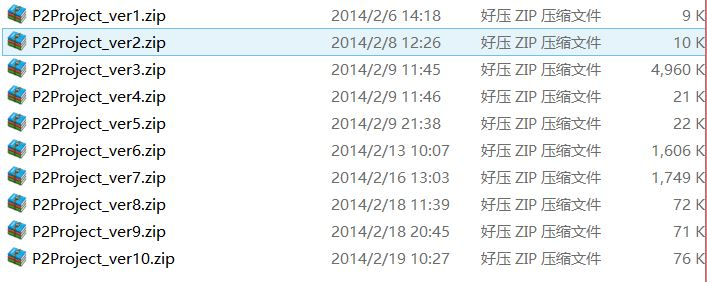 P2Project_ver1.zip 2014/2/6 14:18 好压 ZIP 压缩文件 9 K
P2Project_ver2.zip 2014/2/8 12:26 好压 ZIP 压缩文件 10 K
P2Project_ver3.zip 2014/2/9 11:45 好压 ZIP 压缩文件 4,960 K
P2Project_ver4.zip 2014/2/9 11:46 好压 ZIP 压缩文件 21 K
P2Project_ver5.zip 2014/2/9 21:38 好压 ZIP 压缩文件 22 K
P2Project_ver6.zip 2014/2/13 10:07 好压 ZIP 压缩文件 1,606 K
P2Project_ver7.zip 2014/2/16 13:03 好压 ZIP 压缩文件 1,749 K
P2Project_ver8.zip 2014/2/18 11:39 好压 ZIP 压缩文件 72 K
P2Project_ver9.zip 2014/2/18 20:45 好压 ZIP 压缩文件 71 K
P2Project_ver10.zip 2014/2/19 10:27 好压 ZIP 压缩文件 76 K